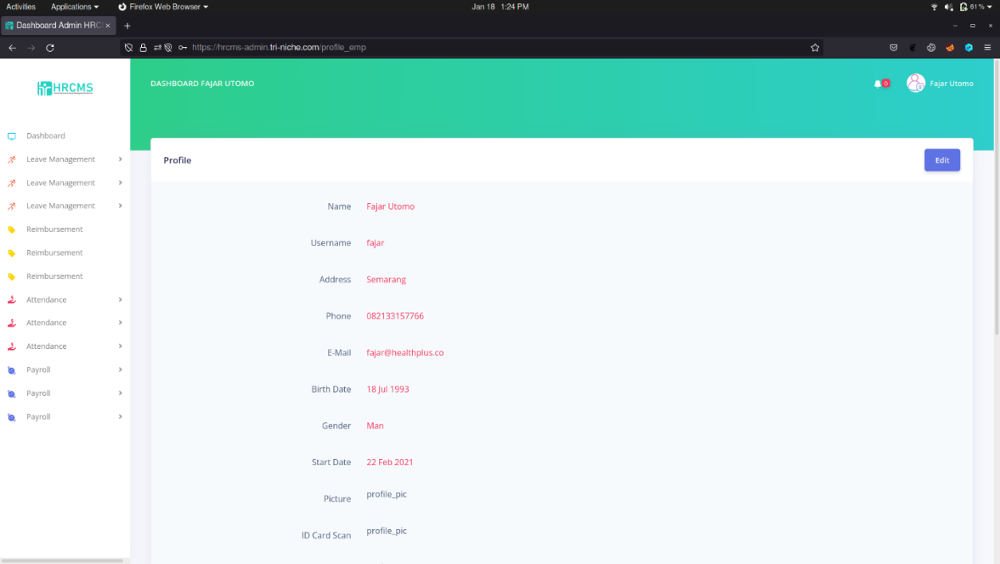 Activities Applications Firefox Web Browser Jan 18 1:24 PM 61%
Dashboard Admin HRC
https://hrcms-admin.tri-niche.com/profile_emp
HRCMS
DASHBOARD FAJAR UTOMO 0 Fajar Utomo
Dashboard
Leave Management
Leave Management
Leave Management
Reimbursement
Reimbursement
Reimbursement
Attendance
Attendance
Attendance
Payroll
Payroll
Payroll
Profile Edit
Name Fajar Utomo
Username fajar
Address Semarang
Phone 082133157766
E-Mail fajar@healthplus.co
Birth Date 18 Jul 1993
Gender Man
Start Date 22 Feb 2021
Picture profile_pic
ID Card Scan profile_pic